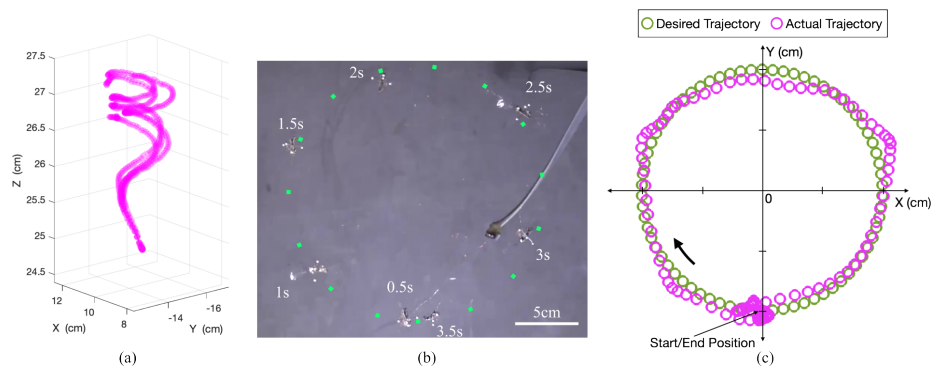 27.5
27
26.5
26
25.5
25
24.5
Z (cm)
12
10
8
X (cm)
-14
-16
Y (cm)
(a)
2s
2.5s
1.5s
3s
1s
0.5s
3.5s
5cm
(b)
Desired Trajectory
Actual Trajectory
Y (cm)
0
X (cm)
Start/End Position
(c)